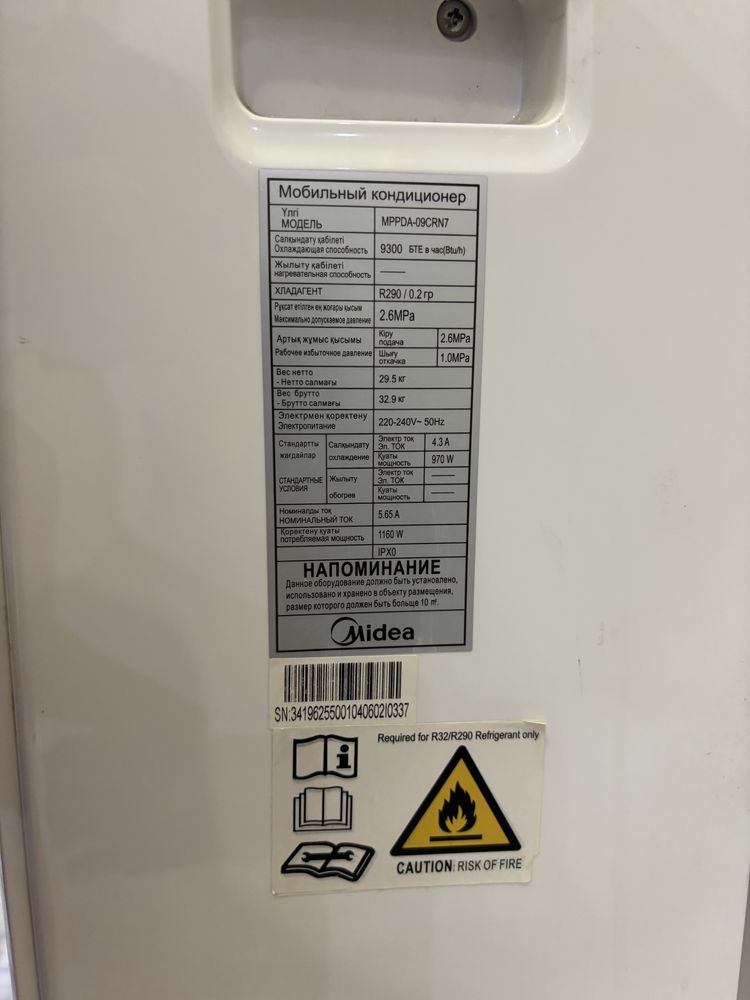 Мобильный кондиционер
Үлгі
МОДЕЛЬ
MPPDA-09CRN7
Салқындату қабілеті
Охлаждающая способность
9300 БТЕ в час(Btu/h)
Жылыту қабілеті
нагревательная способность
——
ХЛАДАГЕНТ
R290 / 0.2 гр
Рұқсат етілген ең жоғары қысым
Максимально допускаемое давление
2.6MPa
Артық жұмыс қысымы
Рабочее избыточное давление
Кіру
подача
2.6MPa
Шығу
откачка
1.0MPa
Вес нетто
- Нетто салмағы
29.5 кг
Вес брутто
- Брутто салмағы
32.9 кг
Электрмен қоректену
Электропитание
220-240V~ 50Hz
Стандартты
жағдайлар
СТАНДАРТНЫЕ
УСЛОВИЯ
Салқындату
охлаждение
Электр тоқ
Эл. ТОК
4.3 A
Қуаты
мощность
970 W
Жылыту
обогрев
Электр тоқ
Эл. ТОК
——
Қуаты
мощность
——
Номиналды тоқ
НОМИНАЛЬНЫЙ ТОК
5.65 A
Қоректену қуаты
потребляемая мощность
1160 W
IPX0
НАПОМИНАНИЕ
Данное оборудование должно быть установлено,
использовано и хранено в объекту размещения,
размер которого должен быть больше 10 m².
Midea
SN:3419625500104060210337
Required for R32/R290 Refrigerant only
CAUTION: RISK OF FIRE